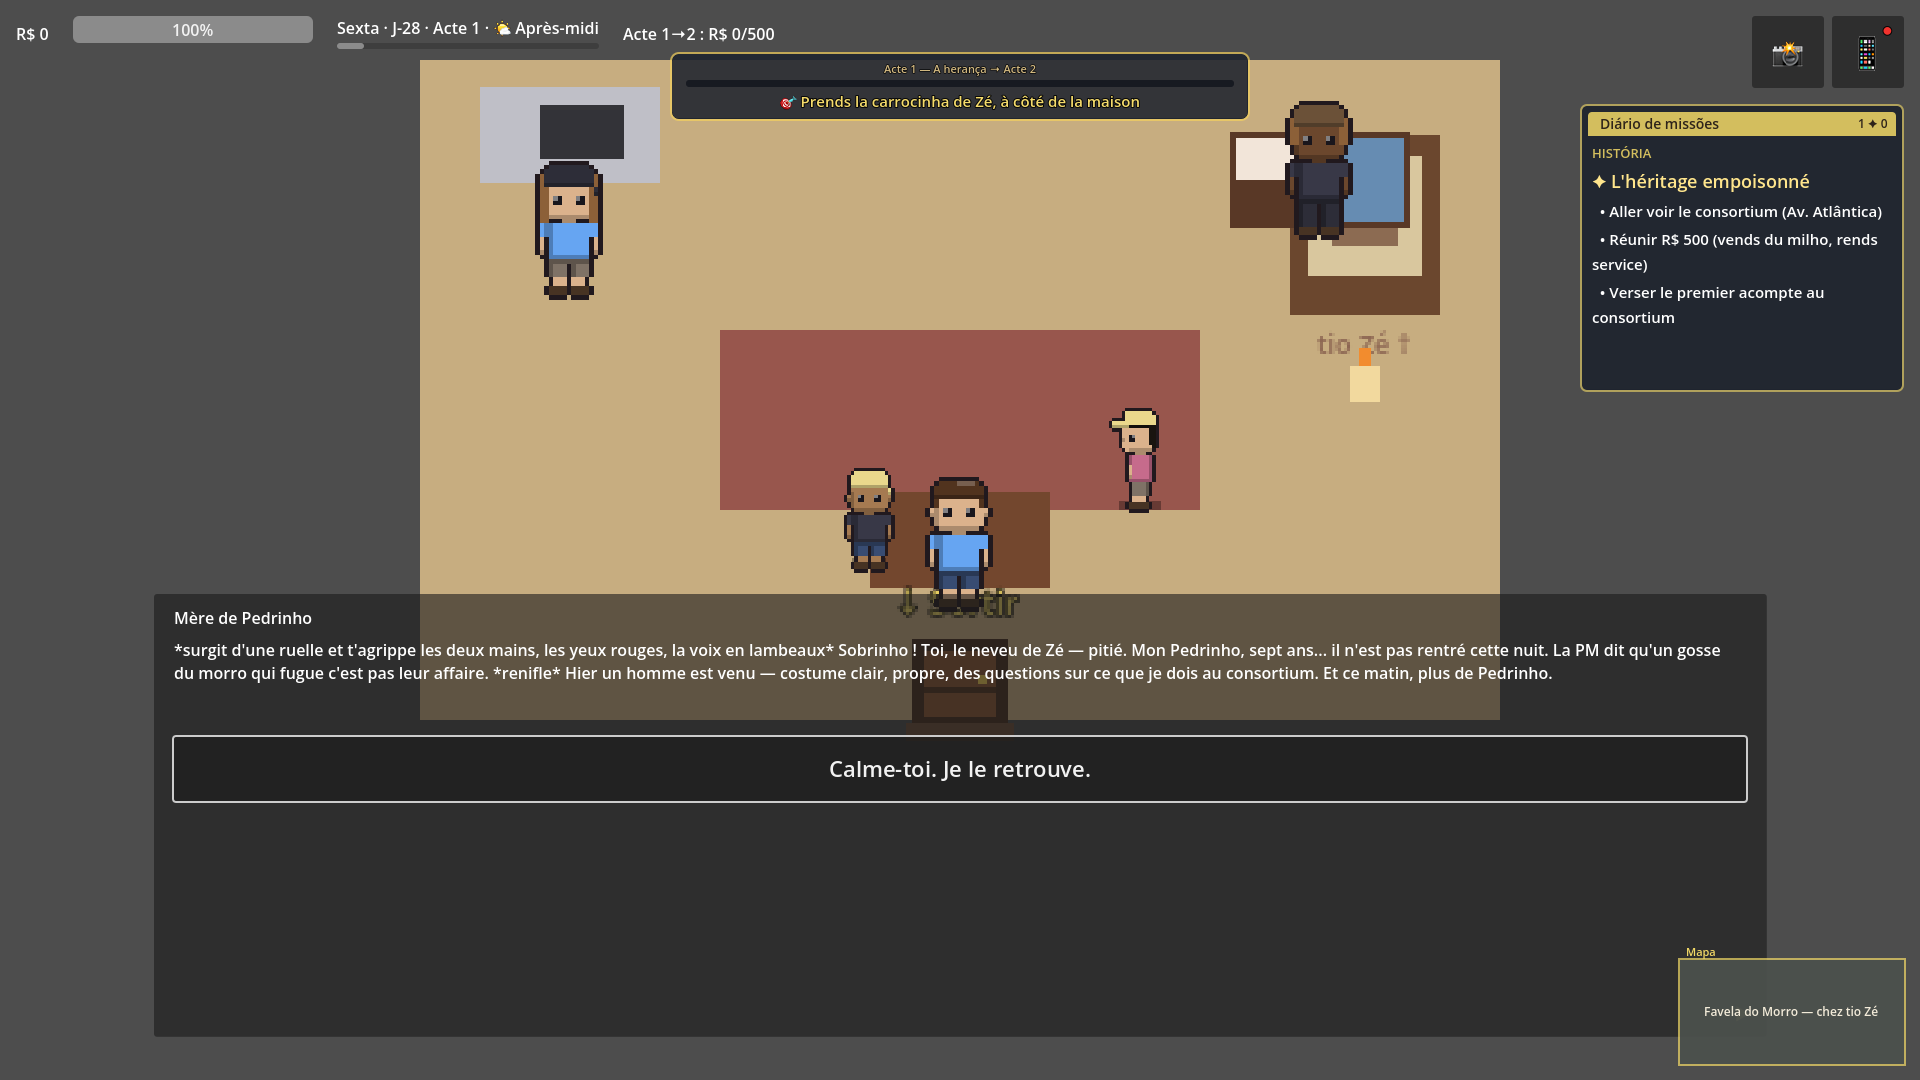 R$ 0
100%
Sexta · J-28 · Acte 1 · Après-midi
Acte 1→2 : R$ 0/500
Acte 1 — A herança → Acte 2
Prends la carrocinha de Zé, à côté de la maison
Diário de missões
1 ✦ 0
HISTÓRIA
✦ L'héritage empoisonné
• Aller voir le consortium (Av. Atlântica)
• Réunir R$ 500 (vends du milho, rends
service)
• Verser le premier acompte au
consortium
tio Zé †
Mère de Pedrinho
*surgit d'une ruelle et t'agrippe les deux mains, les yeux rouges, la voix en lambeaux* Sobrinho ! Toi, le neveu de Zé — pitié. Mon Pedrinho, sept ans... il n'est pas rentré cette nuit. La PM dit qu'un gosse
du morro qui fugue c'est pas leur affaire. *renifle* Hier un homme est venu — costume clair, propre, des questions sur ce que je dois au consortium. Et ce matin, plus de Pedrinho.
Calme-toi. Je le retrouve.
Mapa
Favela do Morro — chez tio Zé